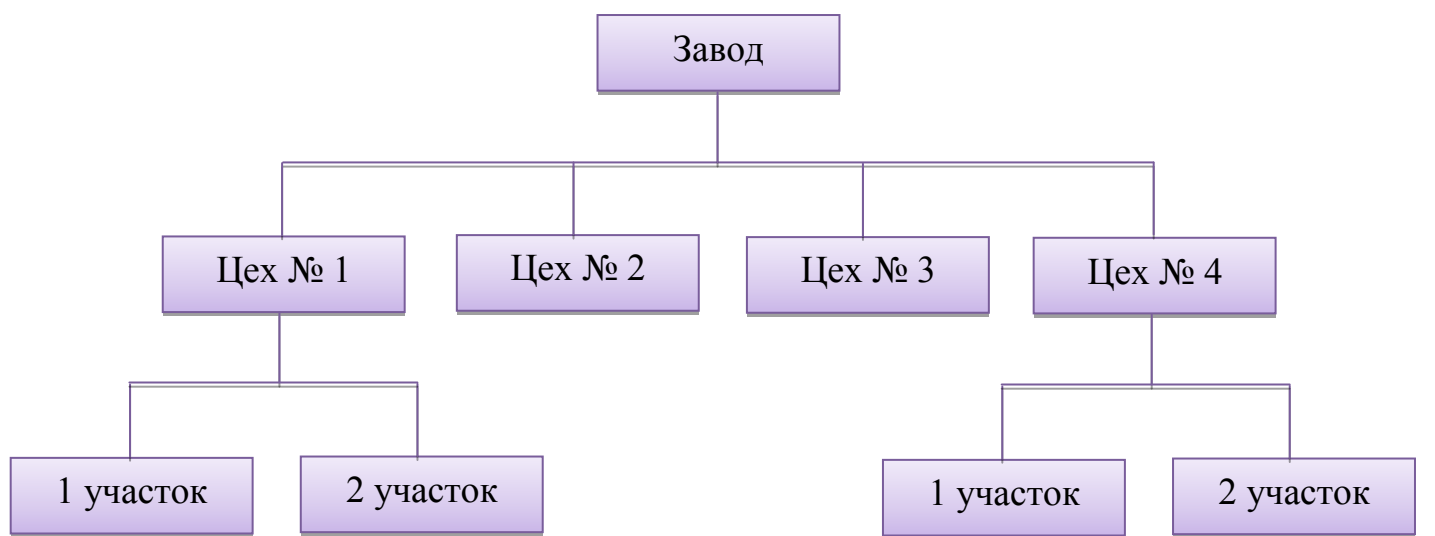 Завод
Цех № 1
Цех № 2
Цех № 3
Цех № 4
1 участок
2 участок
1 участок
2 участок